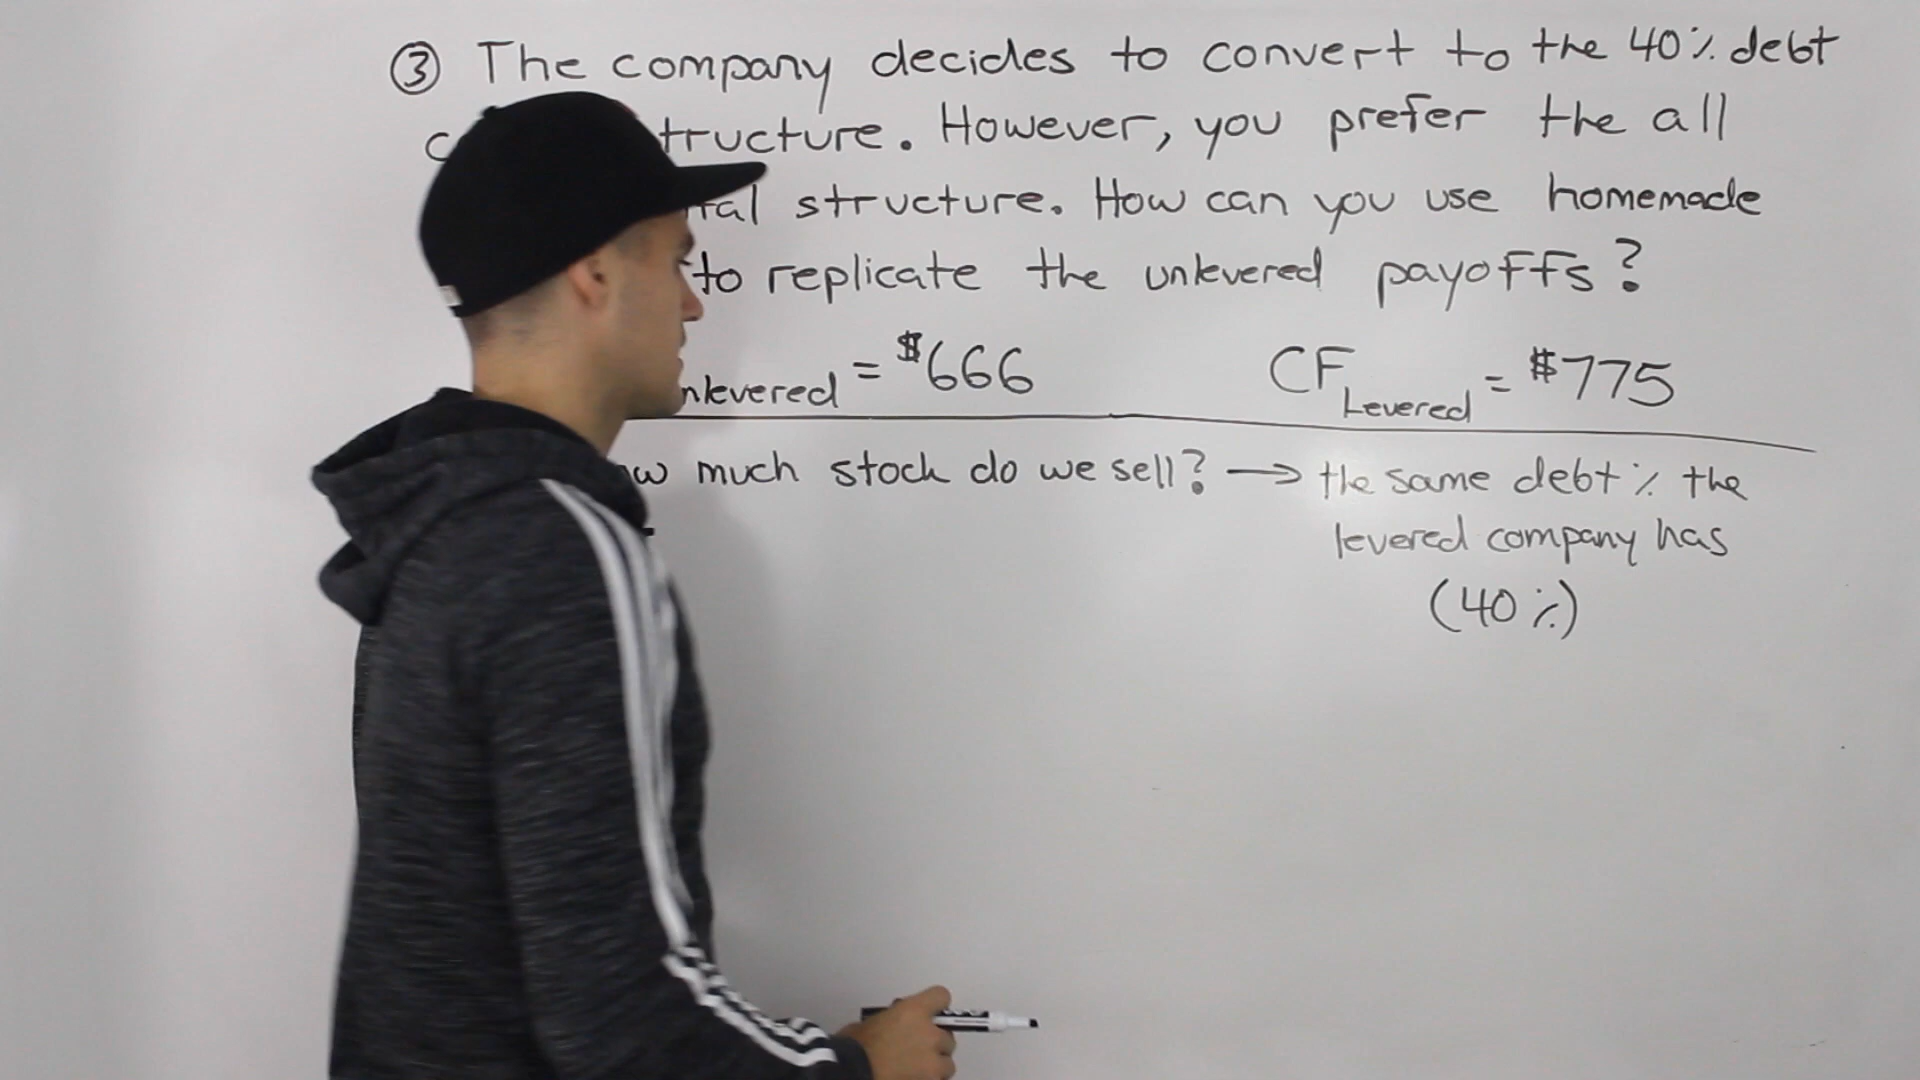 ③ The company decides to convert to the 40% debt
tructure. However, you prefer the all
tal structure. How can you use homemade
to replicate the unlevered payoffs?
nlevered = $666 CF Levered = $775
w much stock do we sell? → the same debt % the
levered company has
(40%)